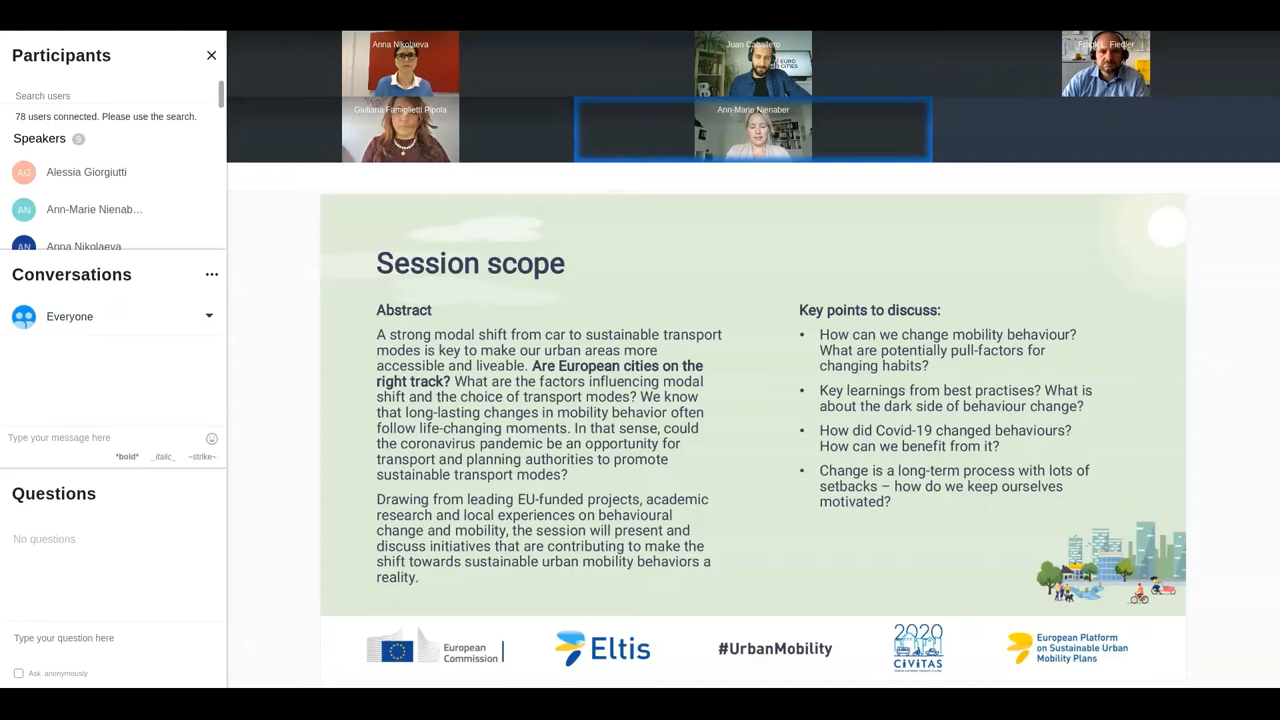 Participants
Search users
78 users connected. Please use the search.
Speakers
AG
Alessia Giorgiutti
AN
Ann-Marie Nienab…
AN
Anna Nikolaeva
Conversations
Everyone
Type your message here
*bold*
_italic_
~strike~
Questions
No questions
Type your question here
Ask anonymously
Anna Nikolaeva
Juan Caballero
EURO
CITIES
Frank L. Fiedler
Giuliana Famiglietti Pipola
Ann-Marie Nienaber
Session scope
Abstract
A strong modal shift from car to sustainable transport
modes is key to make our urban areas more
accessible and liveable. Are European cities on the
right track? What are the factors influencing modal
shift and the choice of transport modes? We know
that long-lasting changes in mobility behavior often
follow life-changing moments. In that sense, could
the coronavirus pandemic be an opportunity for
transport and planning authorities to promote
sustainable transport modes?
Drawing from leading EU-funded projects, academic
research and local experiences on behavioural
change and mobility, the session will present and
discuss initiatives that are contributing to make the
shift towards sustainable urban mobility behaviors a
reality.
Key points to discuss:
• How can we change mobility behaviour?
What are potentially pull-factors for
changing habits?
• Key learnings from best practises? What is
about the dark side of behaviour change?
• How did Covid-19 changed behaviours?
How can we benefit from it?
• Change is a long-term process with lots of
setbacks – how do we keep ourselves
motivated?
European
Commission
Eltis
#UrbanMobility
2020
CIVITAS
European Platform
on Sustainable Urban
Mobility Plans